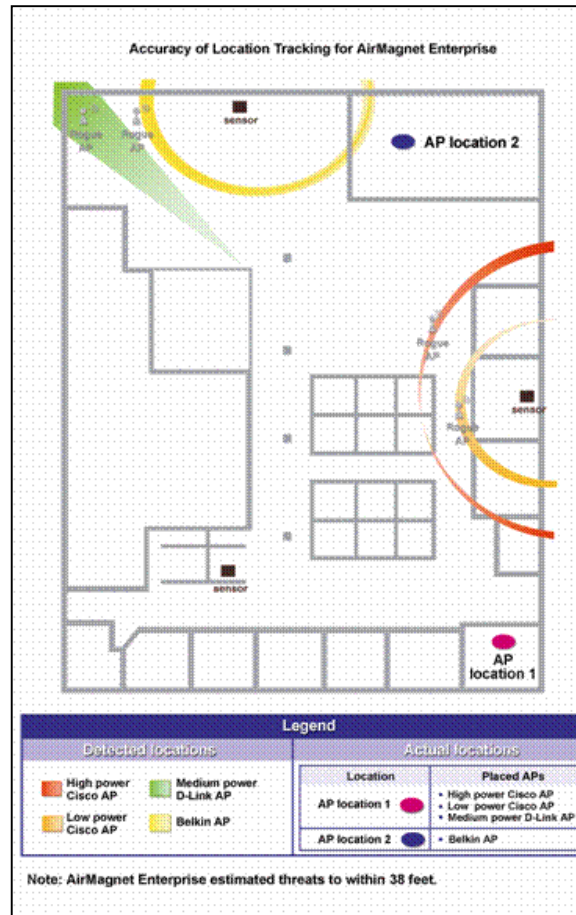 Accuracy of Location Tracking for AirMagnet Enterprise
Rogue AP
Rogue AP
sensor
AP location 2
Rogue AP
Rogue AP
sensor
sensor
AP location 1
Legend
Detected locations
Actual locations
High power Cisco AP
Medium power D-Link AP
Low power Cisco AP
Belkin AP
Location
Placed APs
AP location 1
• High power Cisco AP
• Low power Cisco AP
• Medium power D-Link AP
AP location 2
• Belkin AP
Note: AirMagnet Enterprise estimated threats to within 38 feet.